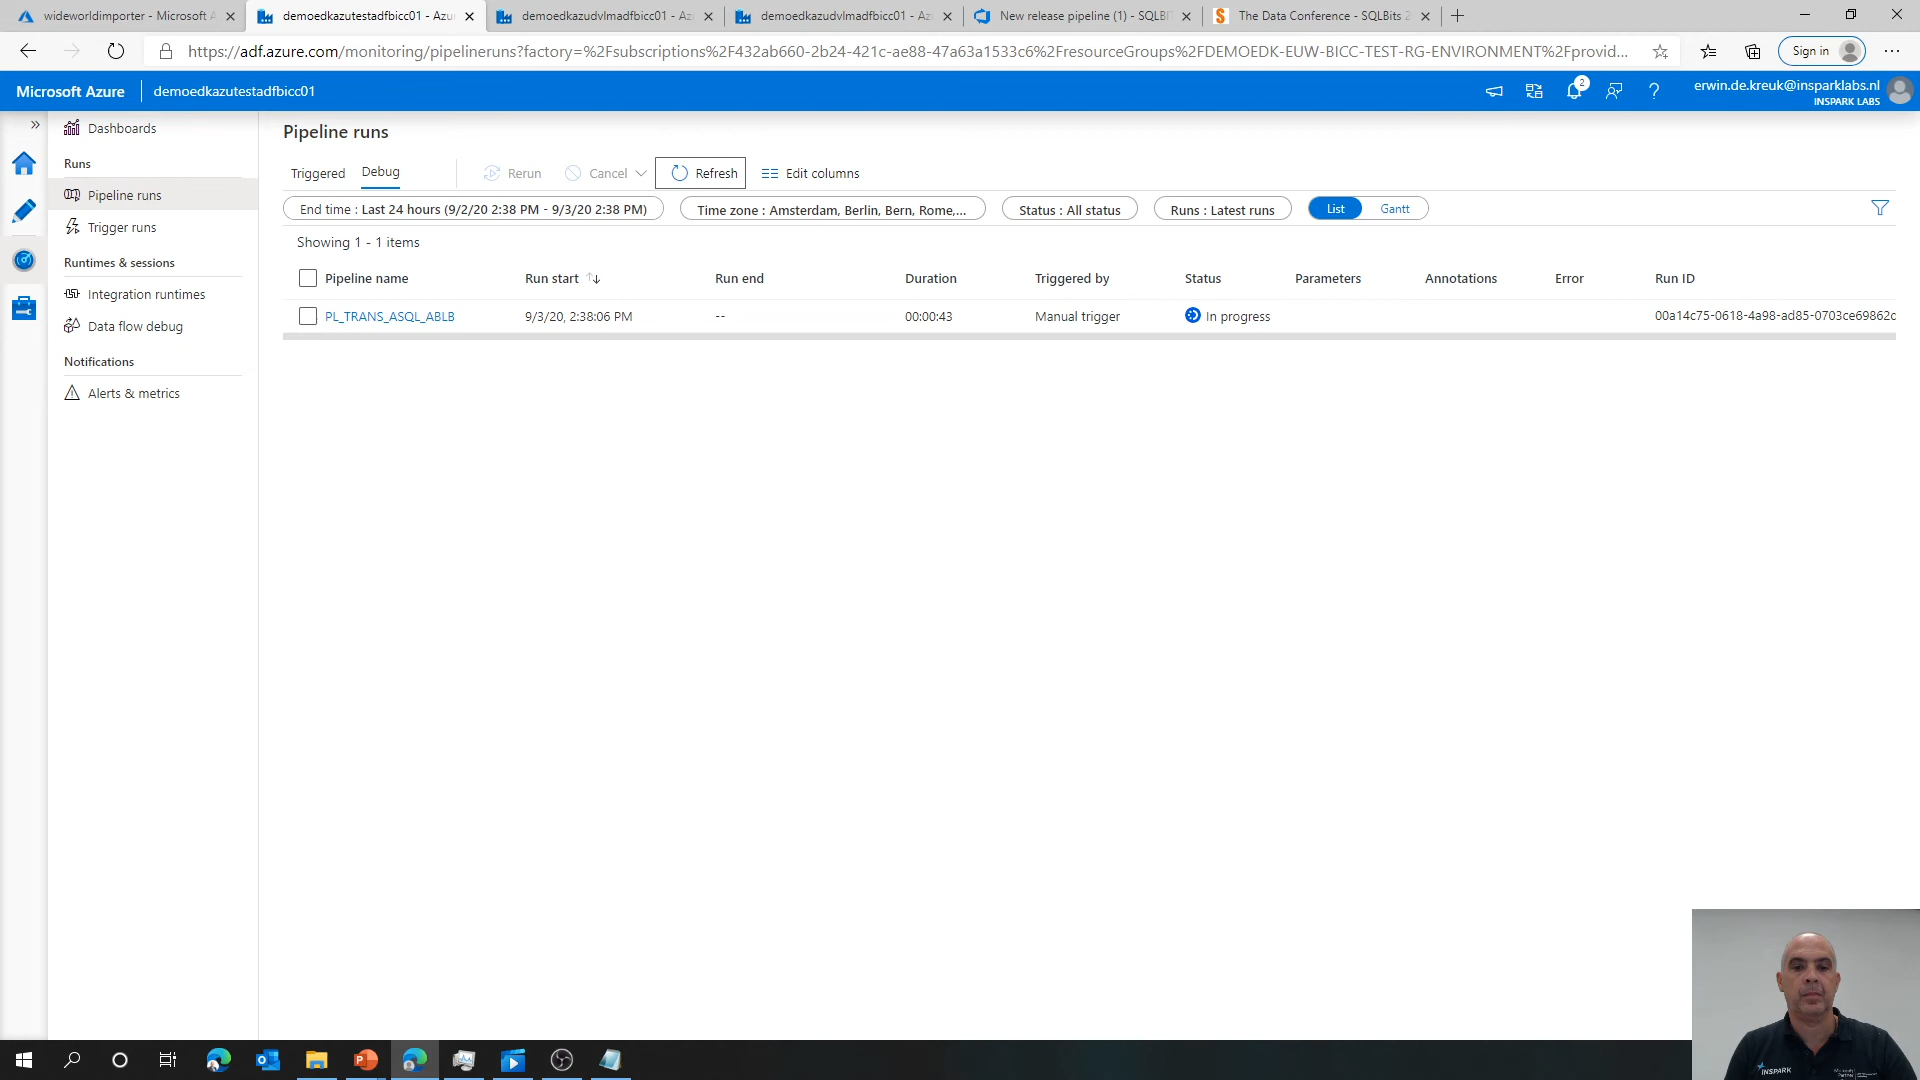 wideworldimporter - Microsoft A
demoedkazutestadfbicc01 - Azu
demoedkazudvlmadfbicc01 - Az
demoedkazudvlmadfbicc01 - Az
New release pipeline (1) - SQLBI
The Data Conference - SQLBits 2
https://adf.azure.com/monitoring/pipelineruns?factory=%2Fsubscriptions%2F432ab660-2b24-421c-ae88-47a63a1533c6%2FresourceGroups%2FDEMOEDK-EUW-BICC-TEST-RG-ENVIRONMENT%2Fprovid...
Sign in
Microsoft Azure
demoedkazutestadfbicc01
2
erwin.de.kreuk@insparklabs.nl
INSPARK LABS
Dashboards
Runs
Pipeline runs
Trigger runs
Runtimes & sessions
Integration runtimes
Data flow debug
Notifications
Alerts & metrics
Pipeline runs
Triggered Debug Rerun Cancel Refresh Edit columns
End time : Last 24 hours (9/2/20 2:38 PM - 9/3/20 2:38 PM) Time zone : Amsterdam, Berlin, Bern, Rome,... Status : All status Runs : Latest runs List Gantt
Showing 1 - 1 items
Pipeline name Run start Run end Duration Triggered by Status Parameters Annotations Error Run ID
PL_TRANS_ASQL_ABLB 9/3/20, 2:38:06 PM -- 00:00:43 Manual trigger In progress 00a14c75-0618-4a98-ad85-0703ce69862c
INSPARK